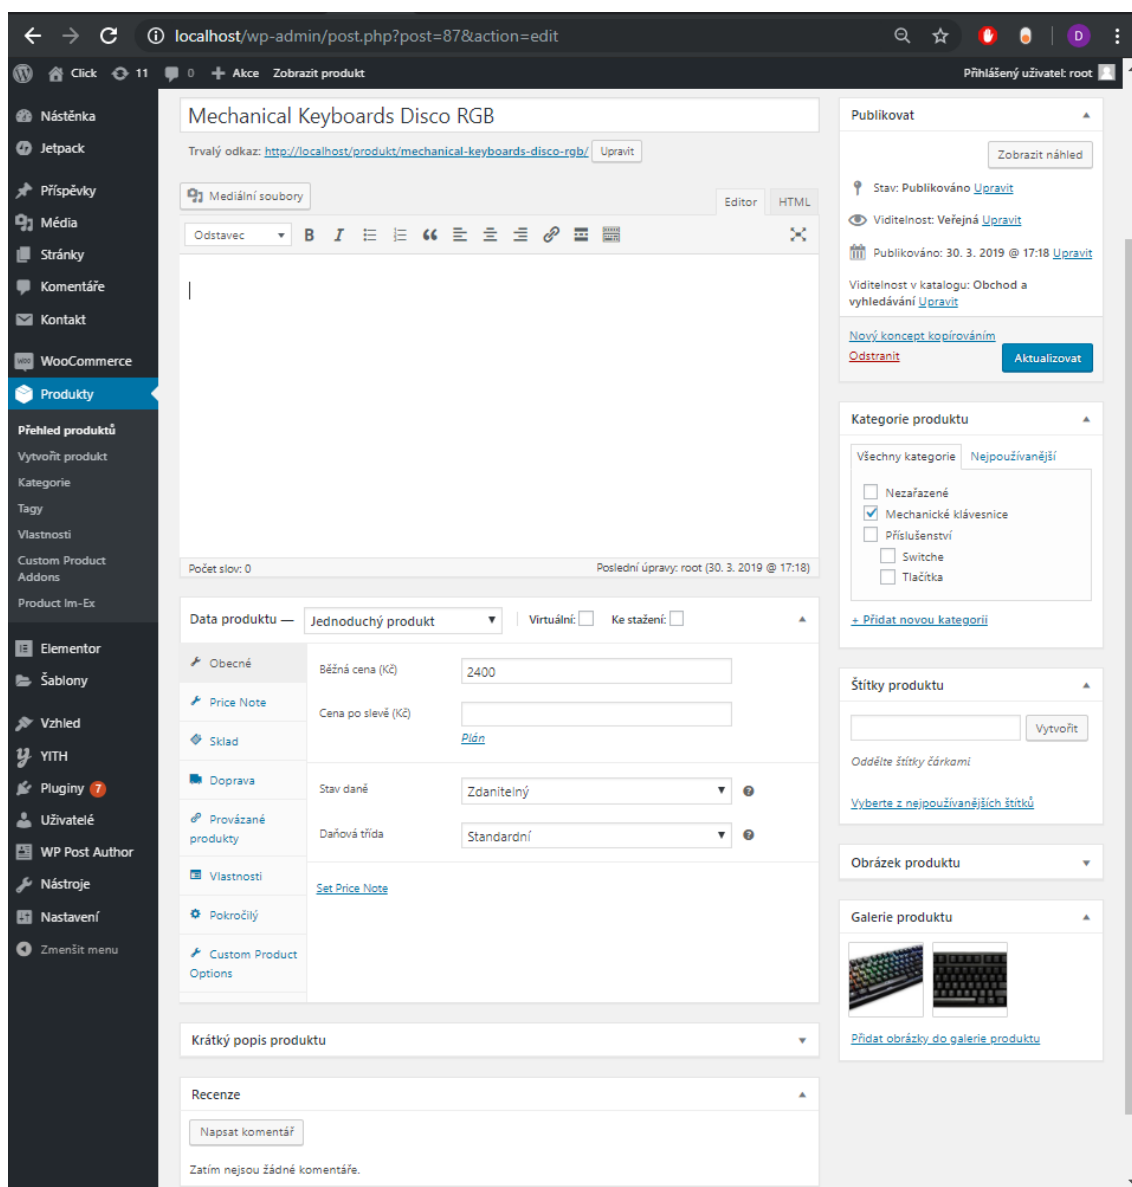 localhost/wp-admin/post.php?post=87&action=edit
D
Click 11 0 + Akce Zobrazit produkt Přihlášený uživatel: root
Nástěnka
Jetpack
Příspěvky
Média
Stránky
Komentáře
Kontakt
WooCommerce
Produkty
Přehled produktů
Vytvořit produkt
Kategorie
Tagy
Vlastnosti
Custom Product
Addons
Product Im-Ex
Elementor
Šablony
Vzhled
YITH
Pluginy 7
Uživatelé
WP Post Author
Nástroje
Nastavení
Zmenšit menu
Mechanical Keyboards Disco RGB
Trvalý odkaz: http://localhost/produkt/mechanical-keyboards-disco-rgb/ Upravit
Mediální soubory
Editor HTML
Odstavec B I
Počet slov: 0 Poslední úpravy: root (30. 3. 2019 @ 17:18)
Data produktu — Jednoduchý produkt Virtuální: Ke stažení:
Obecné
Price Note
Sklad
Doprava
Provázané
produkty
Vlastnosti
Pokročilý
Custom Product
Options
Běžná cena (Kč) 2400
Cena po slevě (Kč)
Plán
Stav daně Zdanitelný
Daňová třída Standardní
Set Price Note
Krátký popis produktu
Recenze
Napsat komentář
Zatím nejsou žádné komentáře.
Publikovat
Zobrazit náhled
Stav: Publikováno Upravit
Viditelnost: Veřejná Upravit
Publikováno: 30. 3. 2019 @ 17:18 Upravit
Viditelnost v katalogu: Obchod a
vyhledávání Upravit
Nový koncept kopírováním
Odstranit Aktualizovat
Kategorie produktu
Všechny kategorie Nejpoužívanější
Nezařazené
Mechanické klávesnice
Příslušenství
Switche
Tlačítka
+ Přidat novou kategorii
Štítky produktu
Vytvořit
Oddělte štítky čárkami
Vyberte z nejpoužívanějších štítků
Obrázek produktu
Galerie produktu
Přidat obrázky do galerie produktu